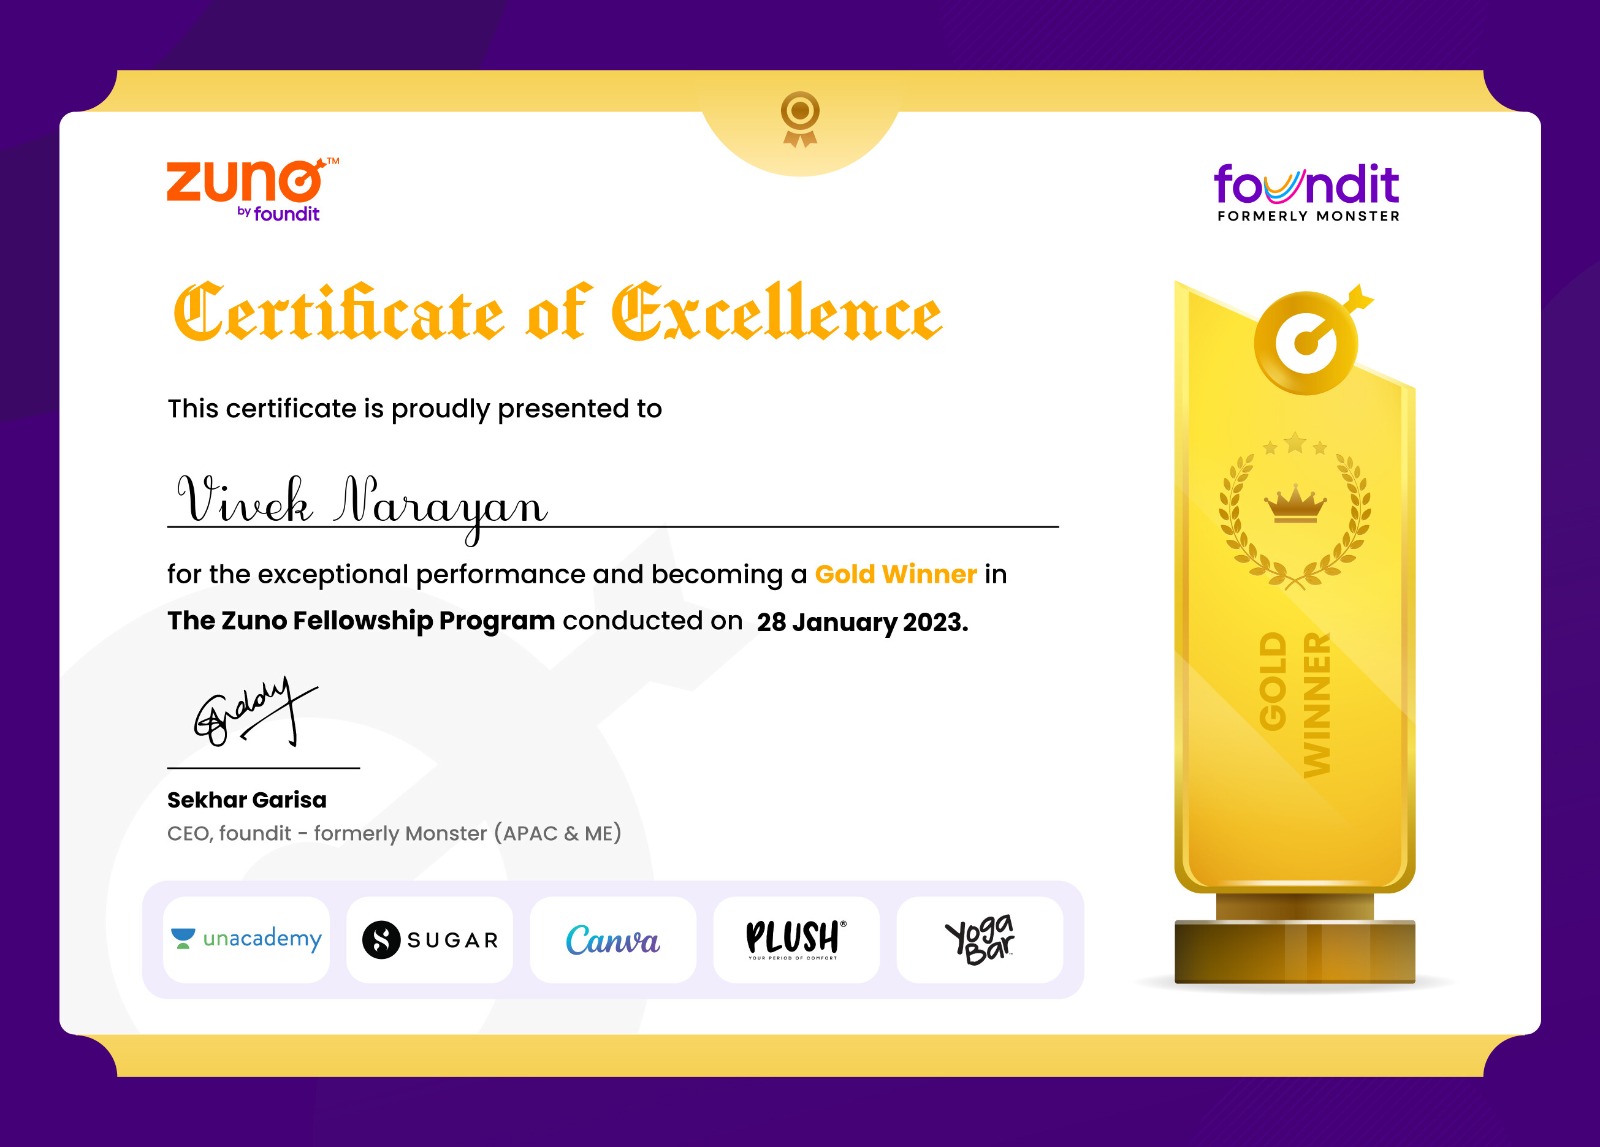 zuno™
by foundit
foundit
FORMERLY MONSTER
Certificate of Excellence
This certificate is proudly presented to
Vivek Narayan
for the exceptional performance and becoming a Gold Winner in
The Zuno Fellowship Program conducted on 28 January 2023.
Sekhar Garisa
CEO, foundit - formerly Monster (APAC & ME)
unacademy
SUGAR
Canva
PLUSH®
YOUR PERIOD OF COMFORT
Yoga
Bar
GOLD
WINNER